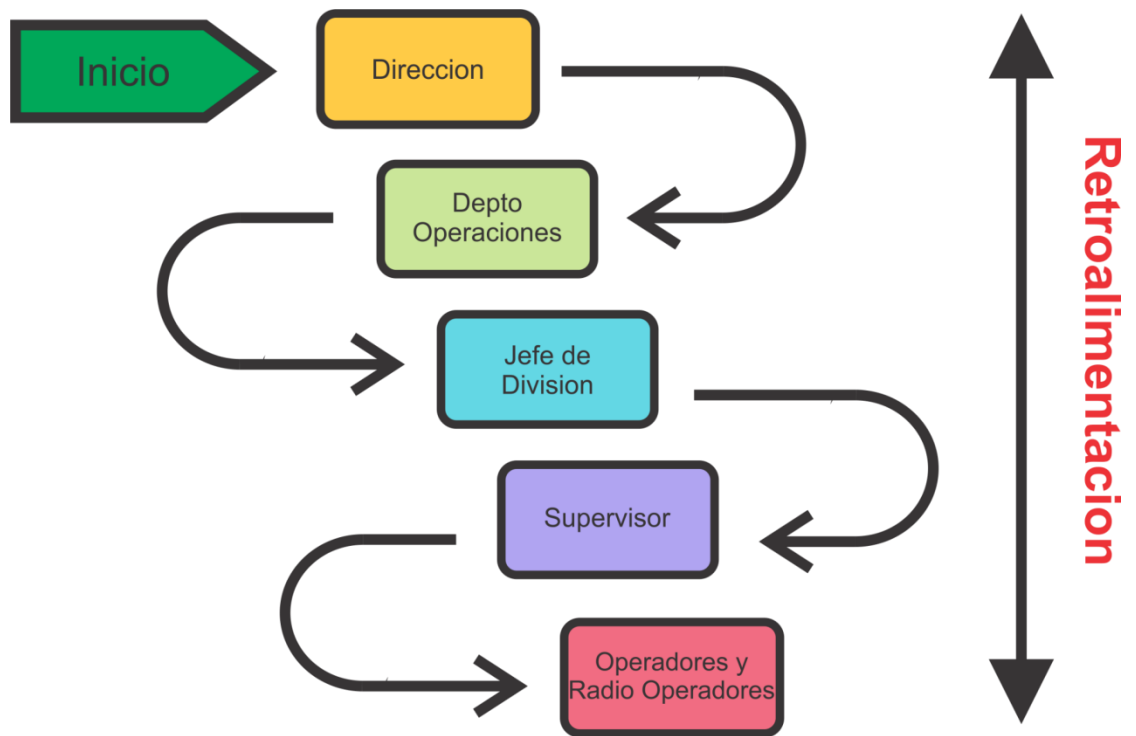 Inicio
Direccion
Depto
Operaciones
Jefe de
Division
Supervisor
Operadores y
Radio Operadores
Retroalimentacion